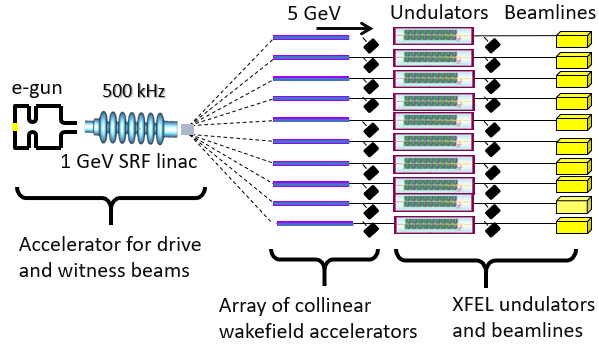 5 GeV
Undulators
Beamlines
e-gun
500 kHz
1 GeV SRF linac
Accelerator for drive
and witness beams
Array of collinear
wakefield accelerators
XFEL undulators
and beamlines